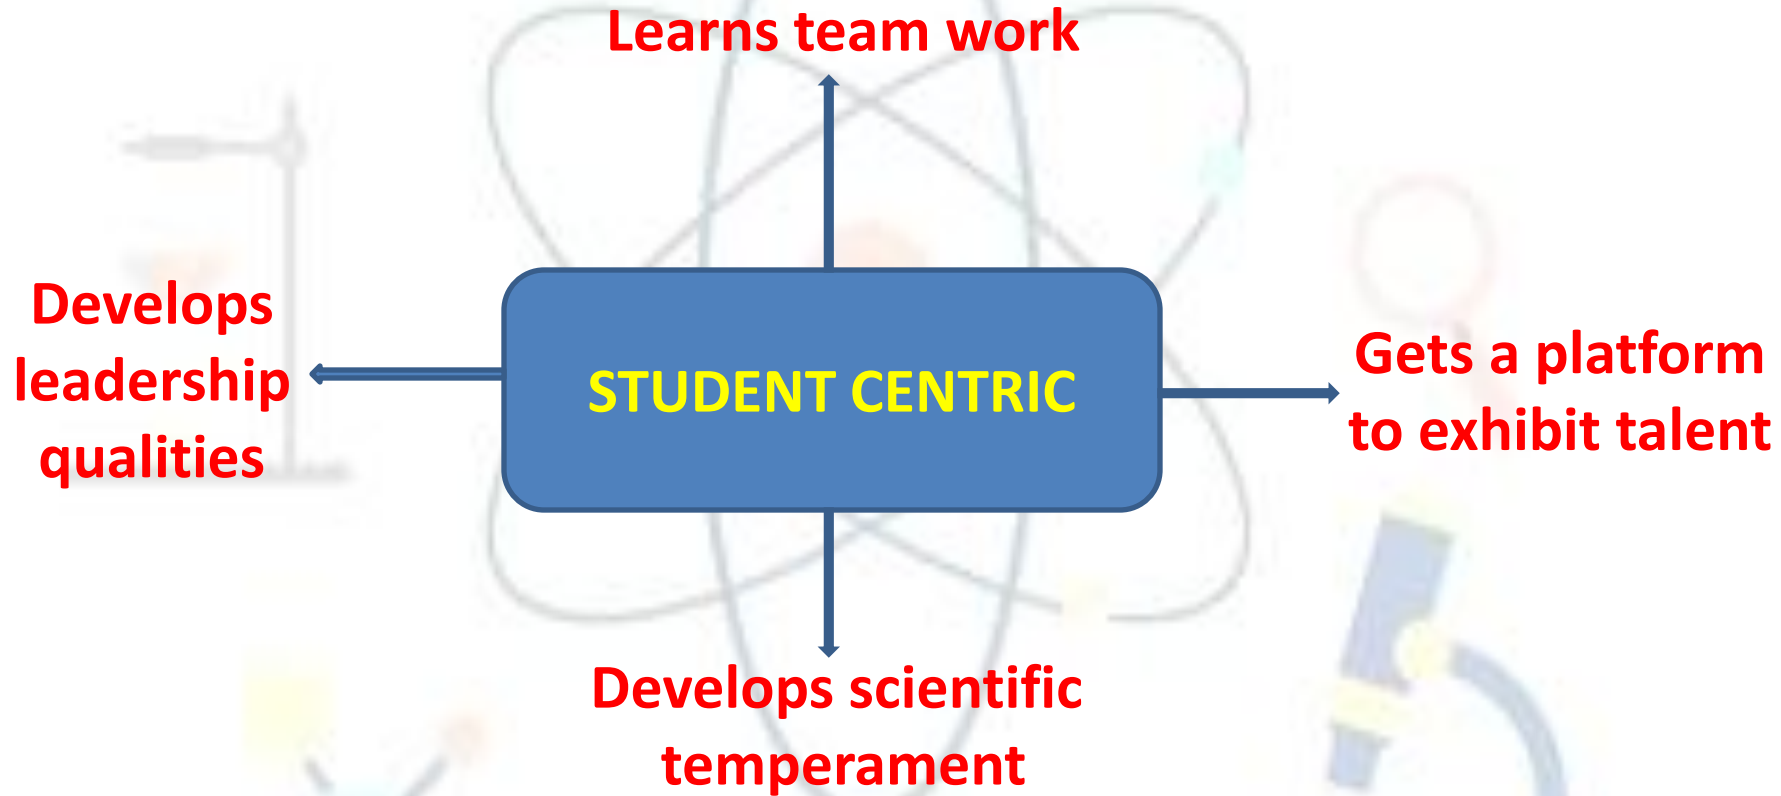 Learns team work
Develops
leadership
qualities
STUDENT CENTRIC
Gets a platform
to exhibit talent
Develops scientific
temperament